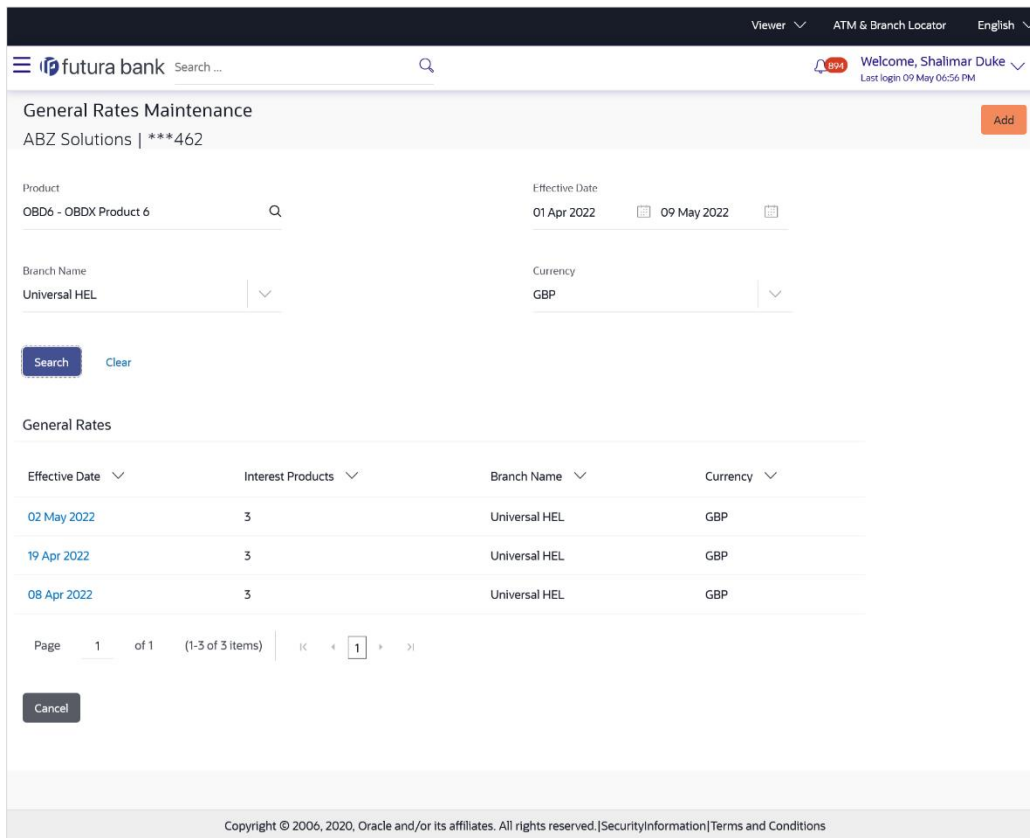 Viewer ATM & Branch Locator English
futura bank Search ... 894 Welcome, Shalimar Duke
Last login 09 May 06:56 PM
General Rates Maintenance
Add
ABZ Solutions | ***462
Product Effective Date
OBD6 - OBDX Product 6 01 Apr 2022 09 May 2022
Branch Name Currency
Universal HEL GBP
Search Clear
General Rates
Effective Date Interest Products Branch Name Currency
02 May 2022 3 Universal HEL GBP
19 Apr 2022 3 Universal HEL GBP
08 Apr 2022 3 Universal HEL GBP
Page 1 of 1 (1-3 of 3 items) 1
Cancel
Copyright © 2006, 2020, Oracle and/or its affiliates. All rights reserved.|SecurityInformation|Terms and Conditions